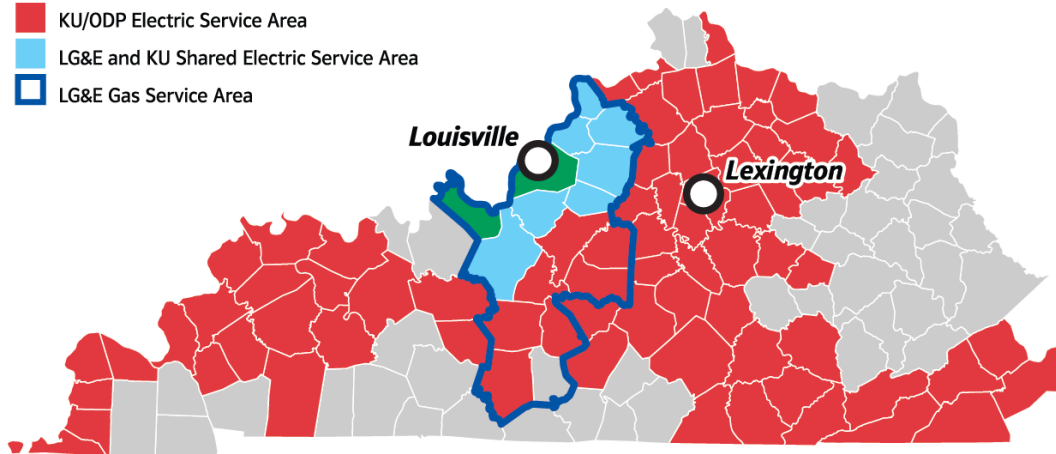 KU/ODP Electric Service Area
LG&E and KU Shared Electric Service Area
LG&E Gas Service Area
Louisville
Lexington